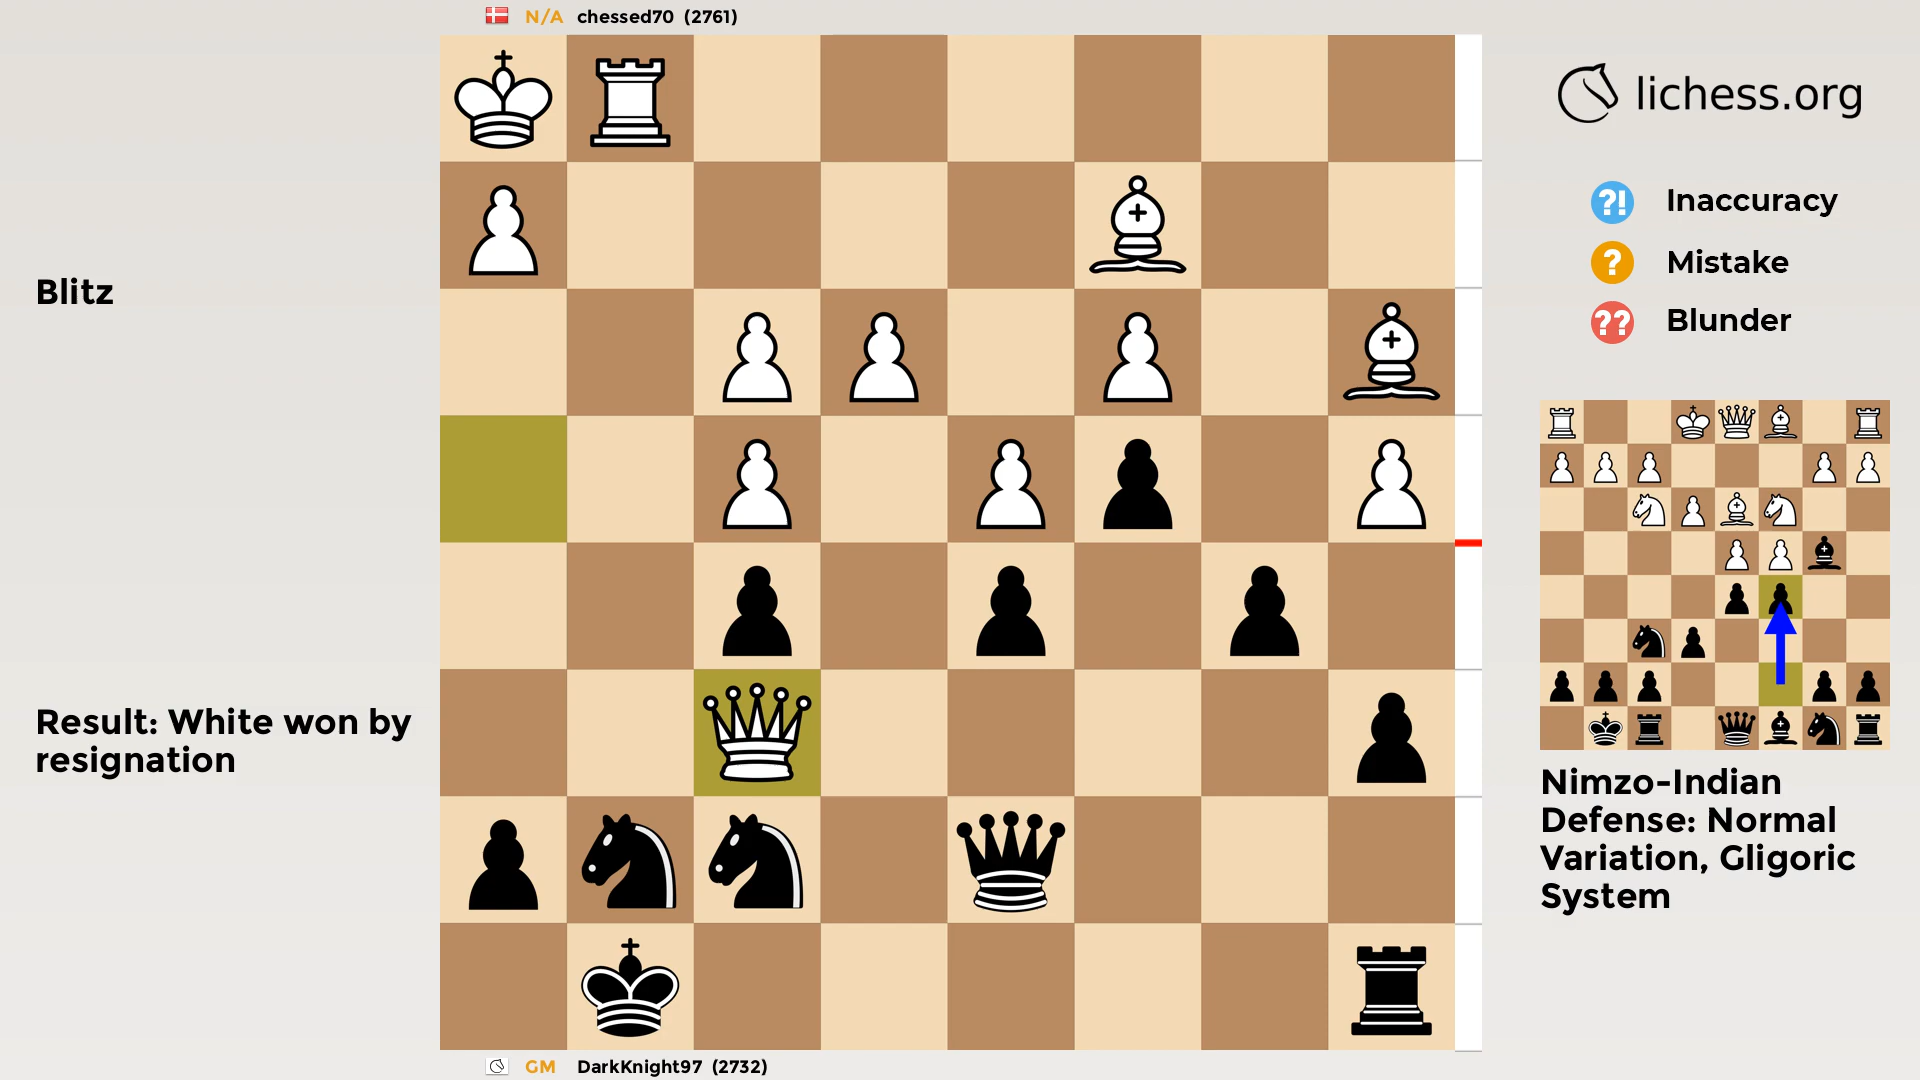 N/A chessed70 (2761)
lichess.org
?! Inaccuracy
? Mistake
?? Blunder
Blitz
Result: White won by
resignation
Nimzo-Indian
Defense: Normal
Variation, Gligoric
System
GM DarkKnight97 (2732)